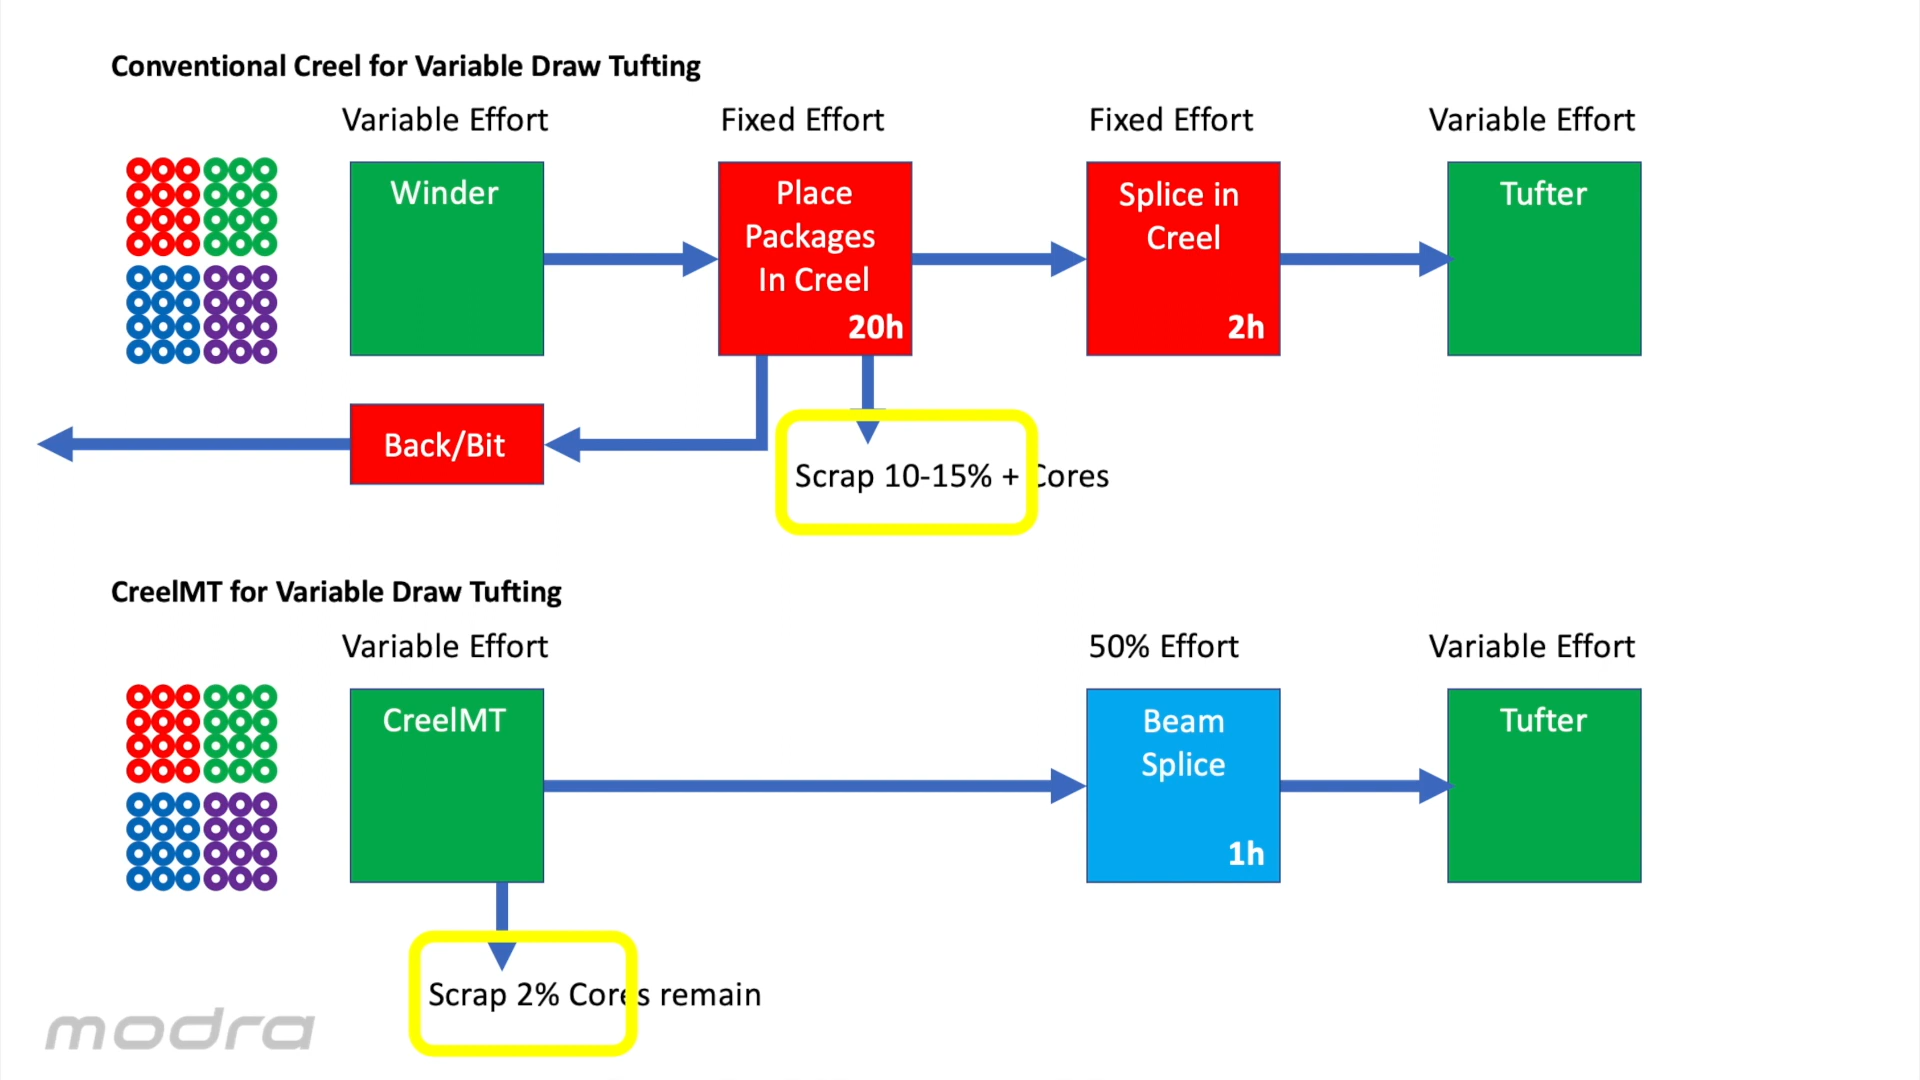 Conventional Creel for Variable Draw Tufting
Variable Effort
Fixed Effort
Fixed Effort
Variable Effort
Winder
Place
Packages
In Creel
20h
Splice in
Creel
2h
Tufter
Back/Bit
Scrap 10-15% + Cores
CreelMT for Variable Draw Tufting
Variable Effort
50% Effort
Variable Effort
CreelMT
Beam
Splice
1h
Tufter
Scrap 2% Cores remain
modra